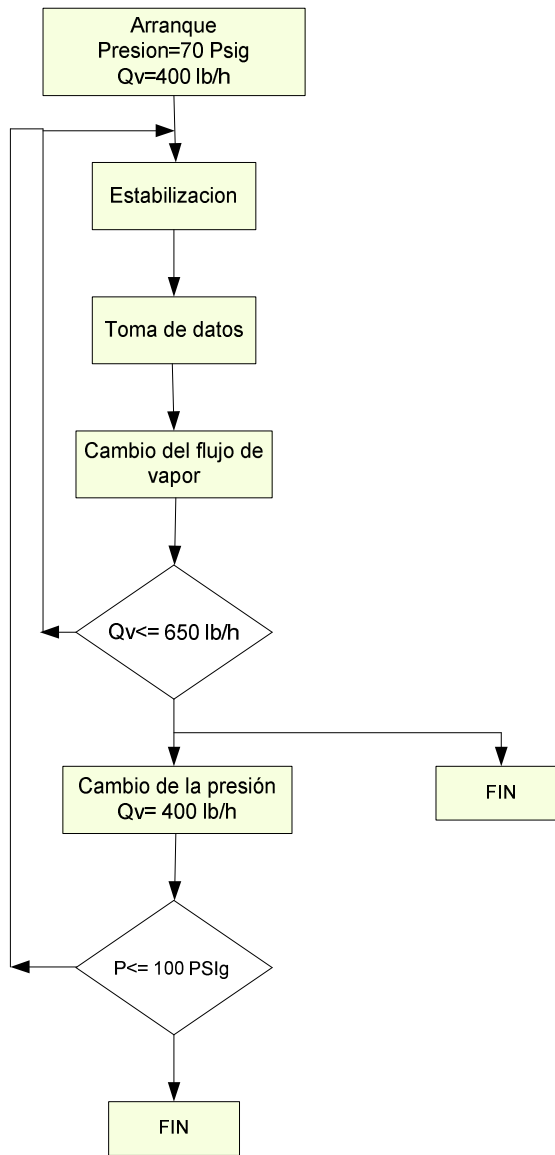 Arranque
Presion=70 Psig
Qv=400 lb/h
Estabilizacion
Toma de datos
Cambio del flujo de
vapor
Qv<= 650 lb/h
Cambio de la presión
Qv= 400 lb/h
FIN
P<= 100 PSIg
FIN